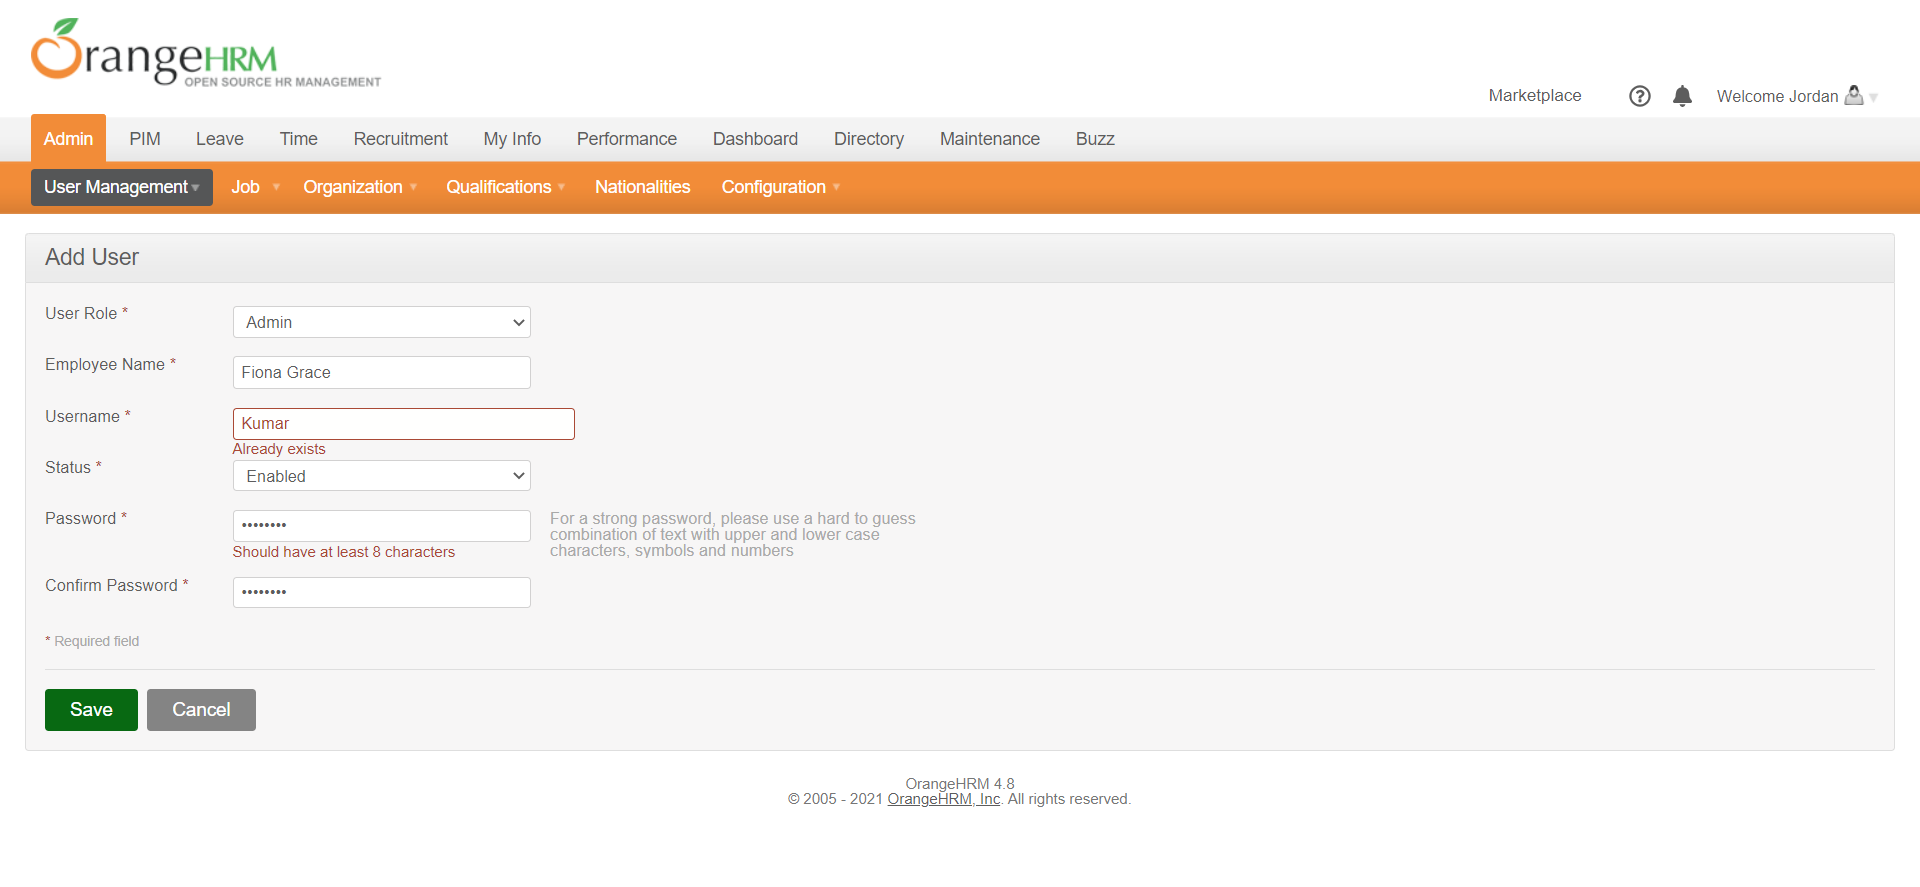 OrangeHRM
OPEN SOURCE HR MANAGEMENT
Marketplace
Welcome Jordan
Admin PIM Leave Time Recruitment My Info Performance Dashboard Directory Maintenance Buzz
User Management Job Organization Qualifications Nationalities Configuration
Add User
User Role *
Admin
Employee Name *
Fiona Grace
Username *
Kumar
Already exists
Status *
Enabled
Password *
••••••••
Should have at least 8 characters
For a strong password, please use a hard to guess
combination of text with upper and lower case
characters, symbols and numbers
Confirm Password *
••••••••
* Required field
Save Cancel
OrangeHRM 4.8
© 2005 - 2021 OrangeHRM, Inc. All rights reserved.